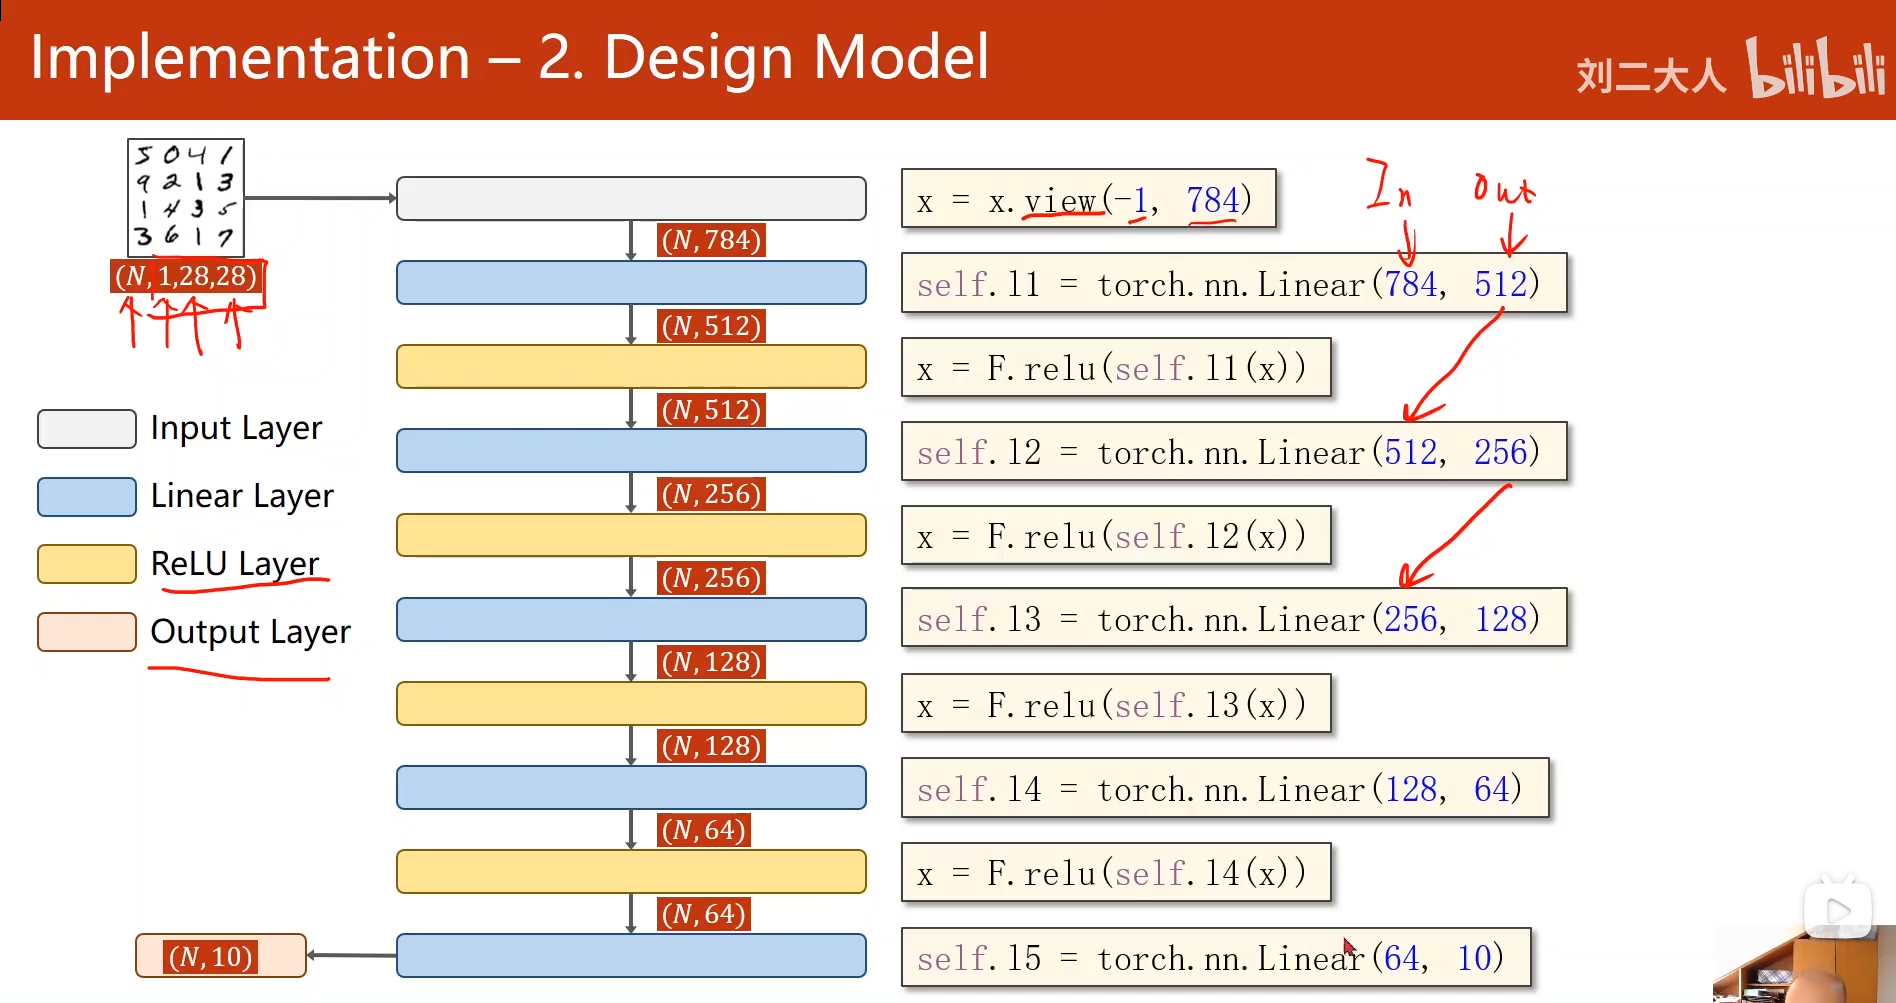 Implementation – 2. Design Model
刘二大人 bilibili
5 0 4 1
9 2 1 3
1 4 3 5
3 6 1 7
(N,1,28,28)
Input Layer
Linear Layer
ReLU Layer
Output Layer
(N,784)
(N,512)
(N,512)
(N,256)
(N,256)
(N,128)
(N,128)
(N,64)
(N,64)
(N,10)
In out
x = x.view(-1, 784)
self.l1 = torch.nn.Linear(784, 512)
x = F.relu(self.l1(x))
self.l2 = torch.nn.Linear(512, 256)
x = F.relu(self.l2(x))
self.l3 = torch.nn.Linear(256, 128)
x = F.relu(self.l3(x))
self.l4 = torch.nn.Linear(128, 64)
x = F.relu(self.l4(x))
self.l5 = torch.nn.Linear(64, 10)